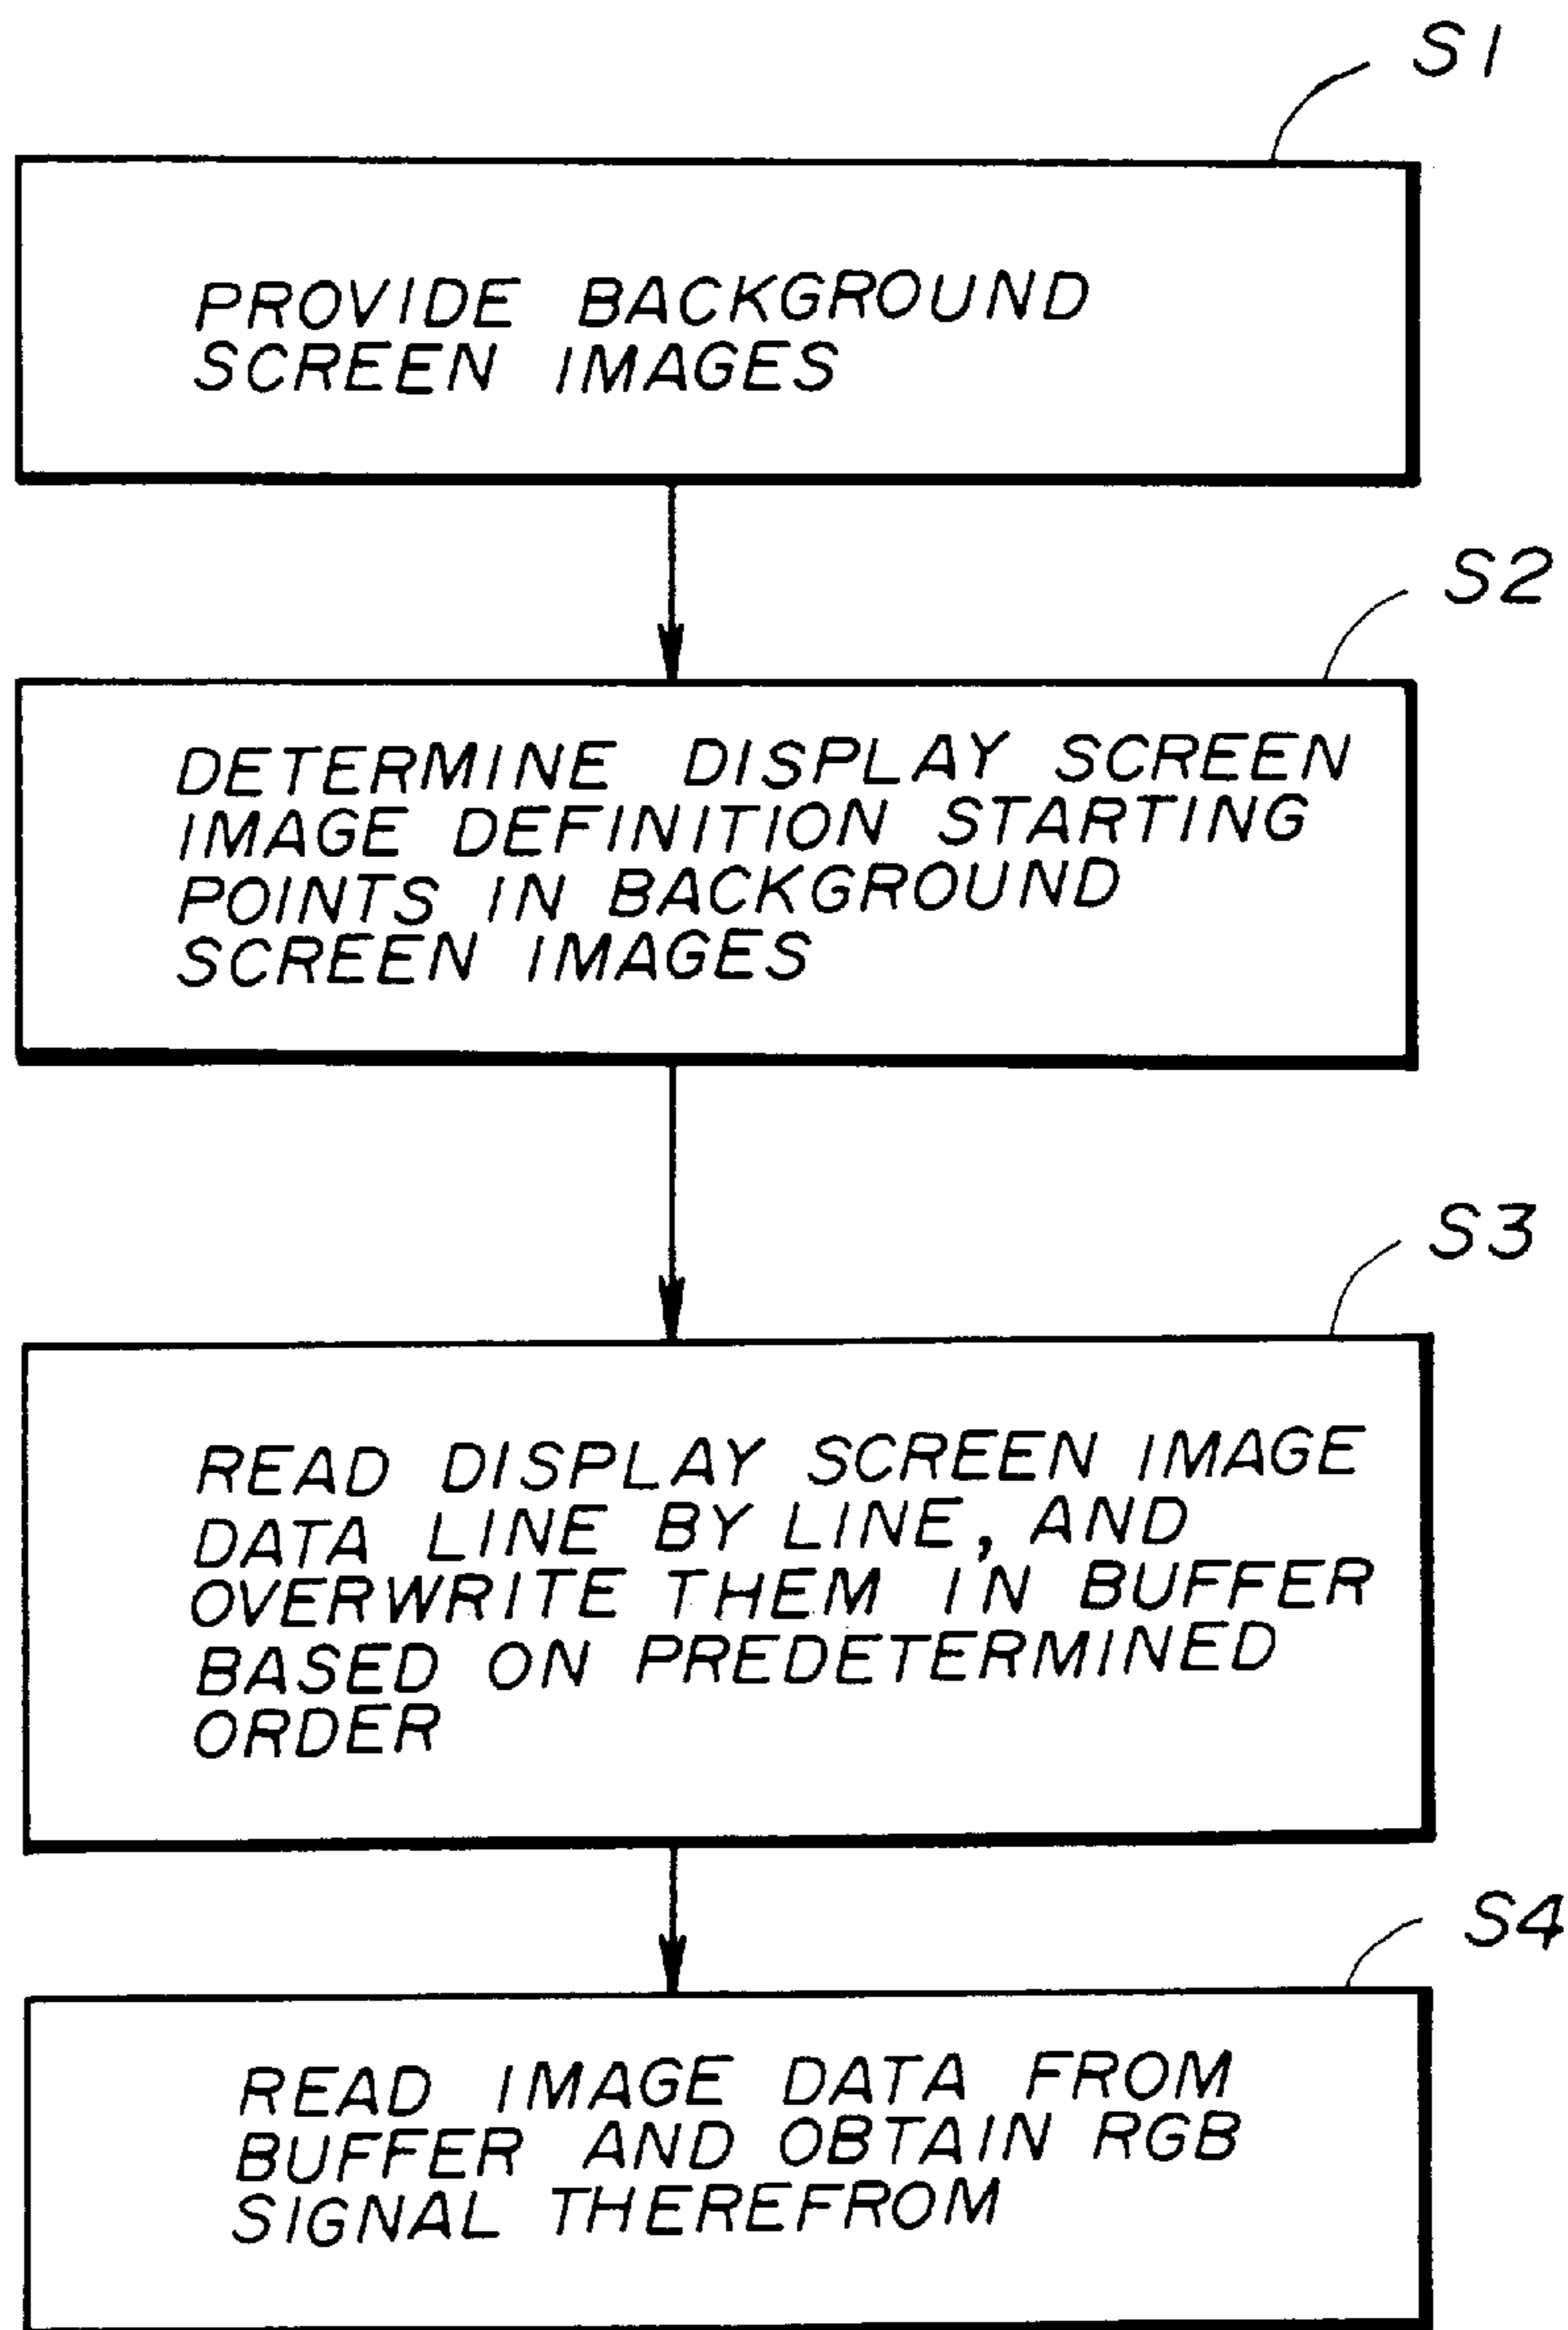 S1
PROVIDE BACKGROUND
SCREEN IMAGES
S2
DETERMINE DISPLAY SCREEN
IMAGE DEFINITION STARTING
POINTS IN BACKGROUND
SCREEN IMAGES
S3
READ DISPLAY SCREEN IMAGE
DATA LINE BY LINE, AND
OVERWRITE THEM IN BUFFER
BASED ON PREDETERMINED
ORDER
S4
READ IMAGE DATA FROM
BUFFER AND OBTAIN RGB
SIGNAL THEREFROM